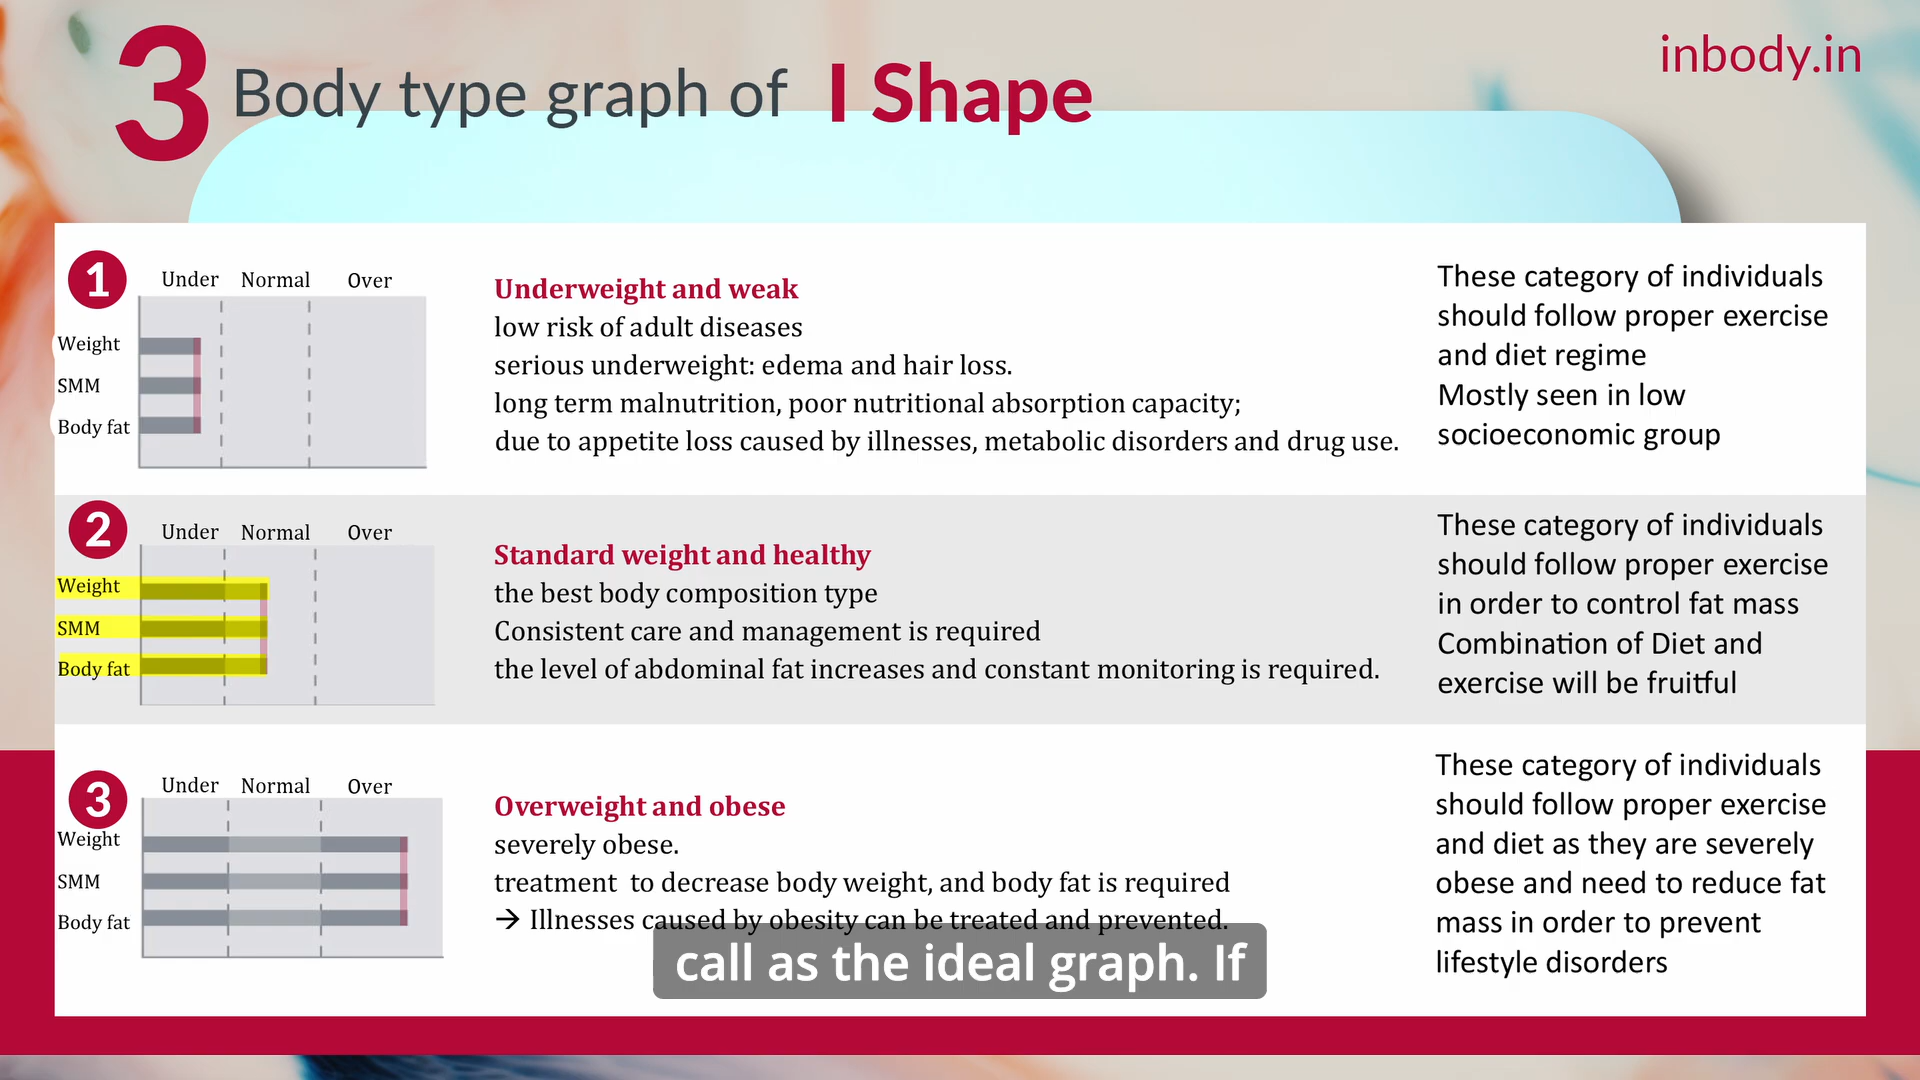 3 Body type graph of I Shape
inbody.in
1
Under Normal Over
Weight
SMM
Body fat
Underweight and weak
low risk of adult diseases
serious underweight: edema and hair loss.
long term malnutrition, poor nutritional absorption capacity;
due to appetite loss caused by illnesses, metabolic disorders and drug use.
These category of individuals
should follow proper exercise
and diet regime
Mostly seen in low
socioeconomic group
2
Under Normal Over
Weight
SMM
Body fat
Standard weight and healthy
the best body composition type
Consistent care and management is required
the level of abdominal fat increases and constant monitoring is required.
These category of individuals
should follow proper exercise
in order to control fat mass
Combination of Diet and
exercise will be fruitful
3
Under Normal Over
Weight
SMM
Body fat
Overweight and obese
severely obese.
treatment to decrease body weight, and body fat is required
→ Illnesses caused by obesity can be treated and prevented.
These category of individuals
should follow proper exercise
and diet as they are severely
obese and need to reduce fat
mass in order to prevent
lifestyle disorders
call as the ideal graph. If